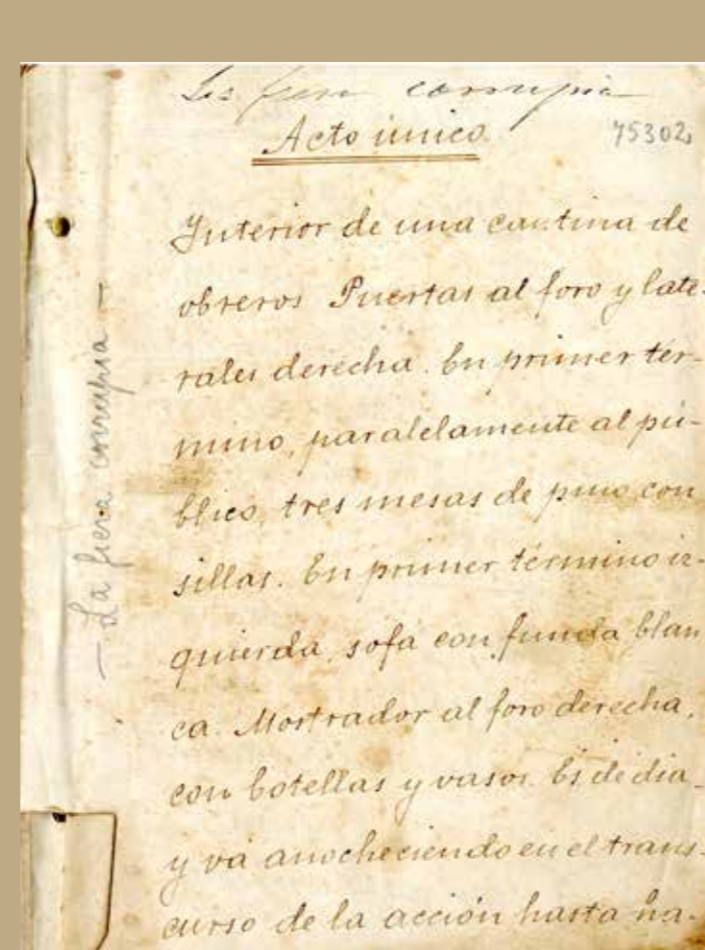 La fiera corrupia
Acto unico.
75302
Interior de una cantina de
obreros Puertas al foro y late-
rales derecha. En primer tér-
mino, paralelamente al pú-
blico, tres mesas de pino con
sillas. En primer término iz-
quierda, sofá con funda blan
ca. Mostrador al foro derecha,
con botellas y vasos. Es de dia
y vá anocheciendo en el trans-
curso de la acción hasta ha-
— La fiera corrupia —